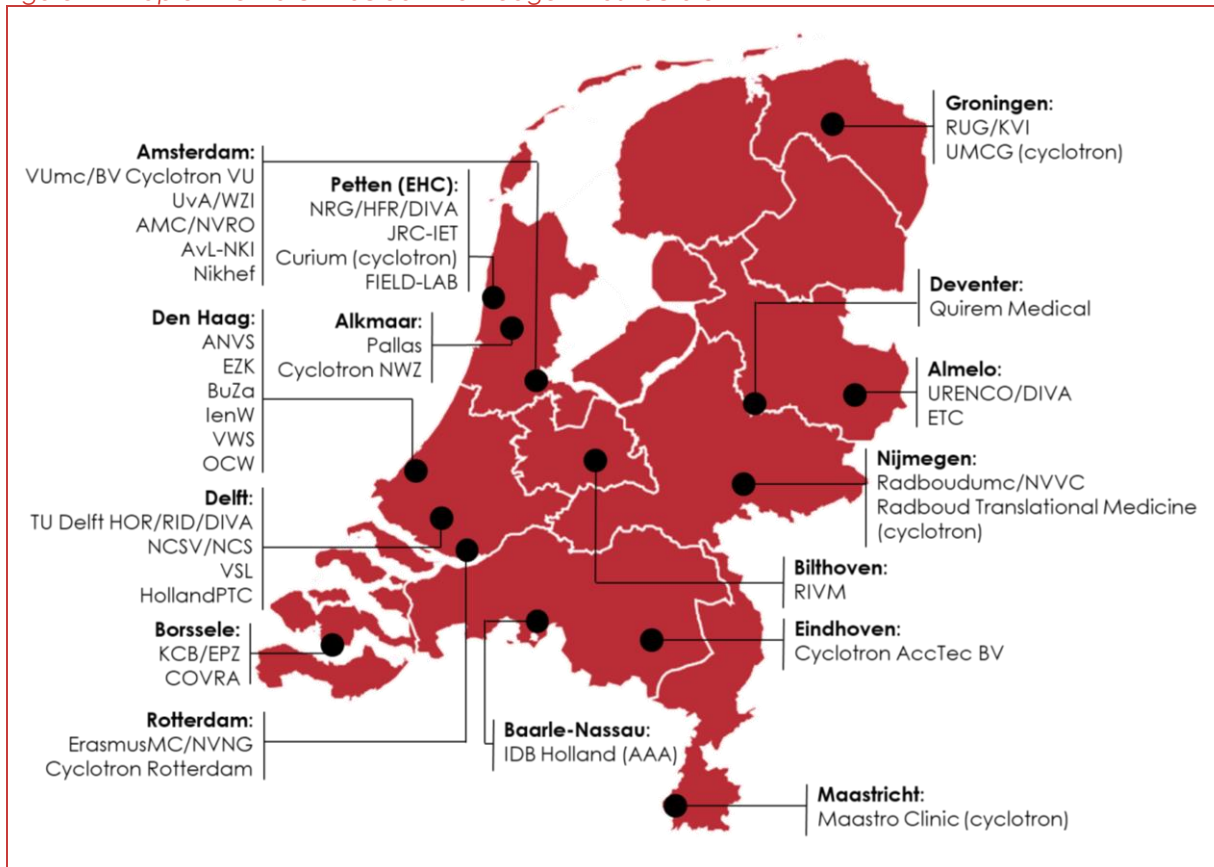 Groningen:
RUG/KVI
UMCG (cyclotron)
Amsterdam:
VUmc/BV Cyclotron VU
UvA/WZI
AMC/NVRO
AvL-NKI
Nikhef
Petten (EHC):
NRG/HFR/DIVA
JRC-IET
Curium (cyclotron)
FIELD-LAB
Deventer:
Quirem Medical
Den Haag:
ANVS
EZK
BuZa
IenW
VWS
OCW
Alkmaar:
Pallas
Cyclotron NWZ
Almelo:
URENCO/DIVA
ETC
Nijmegen:
Radboudumc/NVVC
Radboud Translational Medicine
(cyclotron)
Delft:
TU Delft HOR/RID/DIVA
NCSV/NCS
VSL
HollandPTC
Bilthoven:
RIVM
Borssele:
KCB/EPZ
COVRA
Eindhoven:
Cyclotron AccTec BV
Rotterdam:
ErasmusMC/NVNG
Cyclotron Rotterdam
Baarle-Nassau:
IDB Holland (AAA)
Maastricht:
Maastro Clinic (cyclotron)